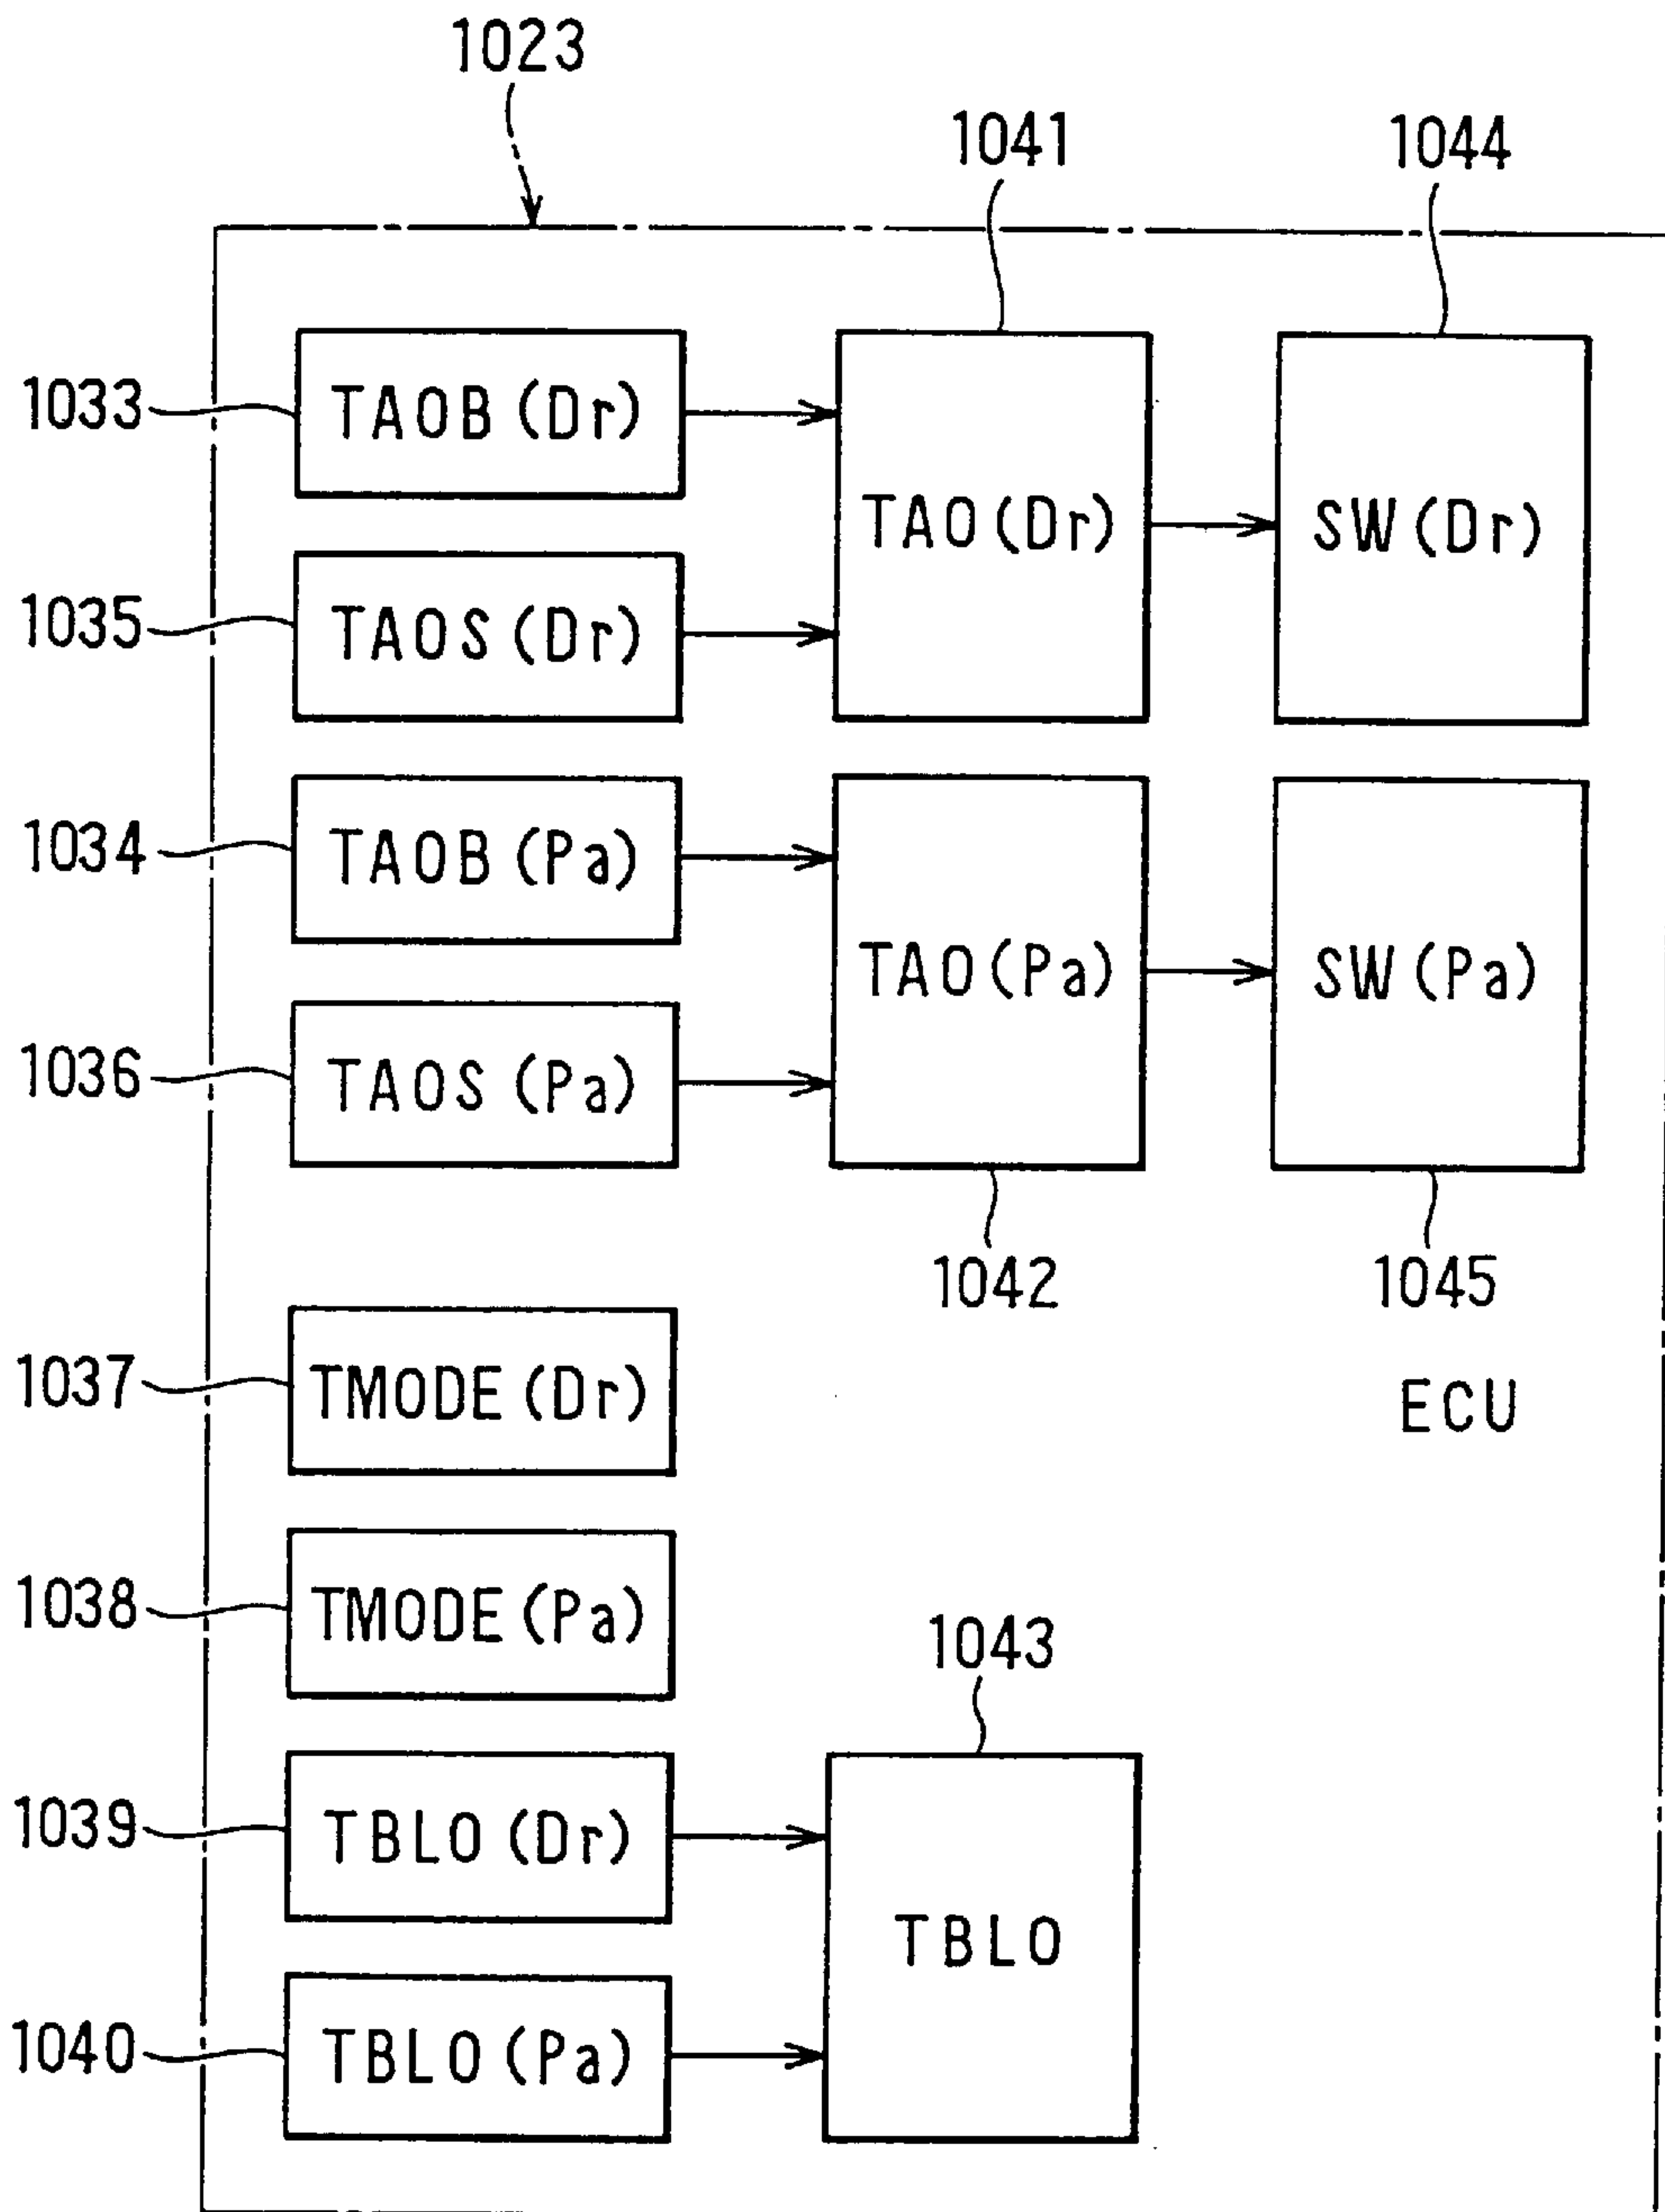 1023
1041
1044
1033
TAOB (Dr)
TAO (Dr)
SW (Dr)
1035
TAOS (Dr)
1034
TAOB (Pa)
TAO (Pa)
SW (Pa)
1036
TAOS (Pa)
1042
1045
1037
TMODE (Dr)
ECU
1038
TMODE (Pa)
1043
1039
TBLO (Dr)
TBLO
1040
TBLO (Pa)